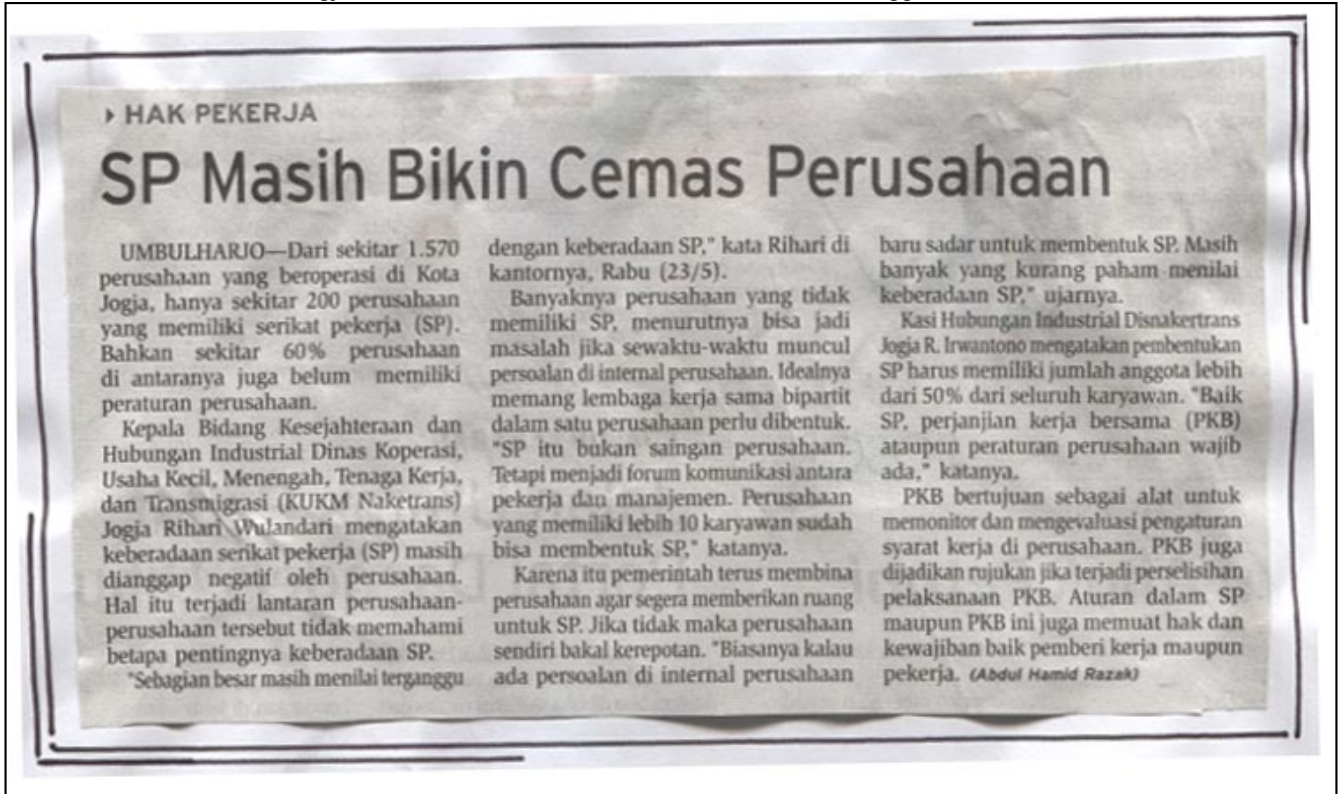 ▸ HAK PEKERJA
SP Masih Bikin Cemas Perusahaan
UMBULHARJO—Dari sekitar 1.570
perusahaan yang beroperasi di Kota
Jogja, hanya sekitar 200 perusahaan
yang memiliki serikat pekerja (SP).
Bahkan sekitar 60% perusahaan
di antaranya juga belum memiliki
peraturan perusahaan.
Kepala Bidang Kesejahteraan dan
Hubungan Industrial Dinas Koperasi,
Usaha Kecil, Menengah, Tenaga Kerja,
dan Transmigrasi (KUKM Naketrans)
Jogja Rihari Wulandari mengatakan
keberadaan serikat pekerja (SP) masih
dianggap negatif oleh perusahaan.
Hal itu terjadi lantaran perusahaan-
perusahaan tersebut tidak memahami
betapa pentingnya keberadaan SP.
"Sebagian besar masih menilai terganggu
dengan keberadaan SP," kata Rihari di
kantornya, Rabu (23/5).
Banyaknya perusahaan yang tidak
memiliki SP, menurutnya bisa jadi
masalah jika sewaktu-waktu muncul
persoalan di internal perusahaan. Idealnya
memang lembaga kerja sama bipartit
dalam satu perusahaan perlu dibentuk.
"SP itu bukan saingan perusahaan.
Tetapi menjadi forum komunikasi antara
pekerja dan manajemen. Perusahaan
yang memiliki lebih 10 karyawan sudah
bisa membentuk SP," katanya.
Karena itu pemerintah terus membina
perusahaan agar segera memberikan ruang
untuk SP. Jika tidak maka perusahaan
sendiri bakal kerepotan. "Biasanya kalau
ada persoalan di internal perusahaan
baru sadar untuk membentuk SP. Masih
banyak yang kurang paham menilai
keberadaan SP," ujarnya.
Kasi Hubungan Industrial Disnakertrans
Jogja R. Irwantono mengatakan pembentukan
SP harus memiliki jumlah anggota lebih
dari 50% dari seluruh karyawan. "Baik
SP, perjanjian kerja bersama (PKB)
ataupun peraturan perusahaan wajib
ada," katanya.
PKB bertujuan sebagai alat untuk
memonitor dan mengevaluasi pengaturan
syarat kerja di perusahaan. PKB juga
dijadikan rujukan jika terjadi perselisihan
pelaksanaan PKB. Aturan dalam SP
maupun PKB ini juga memuat hak dan
kewajiban baik pemberi kerja maupun
pekerja. (Abdul Hamid Razak)